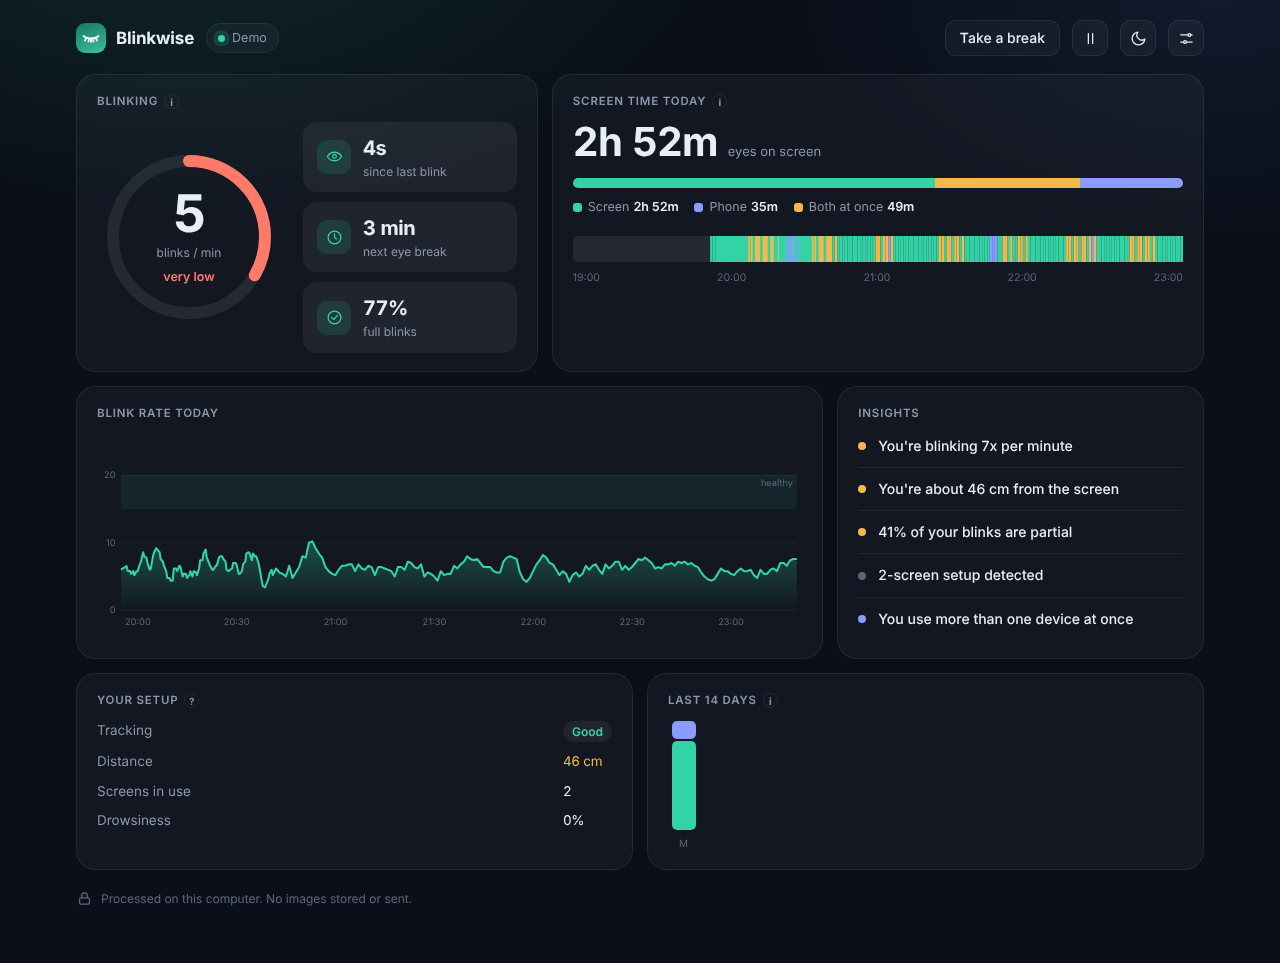 Blinkwise
Demo
Take a break
BLINKING i
5
blinks / min
very low
4s
since last blink
3 min
next eye break
77%
full blinks
SCREEN TIME TODAY i
2h 52m eyes on screen
Screen 2h 52m Phone 35m Both at once 49m
19:00 20:00 21:00 22:00 23:00
BLINK RATE TODAY
20
healthy
10
0
20:00 20:30 21:00 21:30 22:00 22:30 23:00
INSIGHTS
You're blinking 7x per minute
You're about 46 cm from the screen
41% of your blinks are partial
2-screen setup detected
You use more than one device at once
YOUR SETUP ?
Tracking Good
Distance 46 cm
Screens in use 2
Drowsiness 0%
LAST 14 DAYS i
M
Processed on this computer. No images stored or sent.